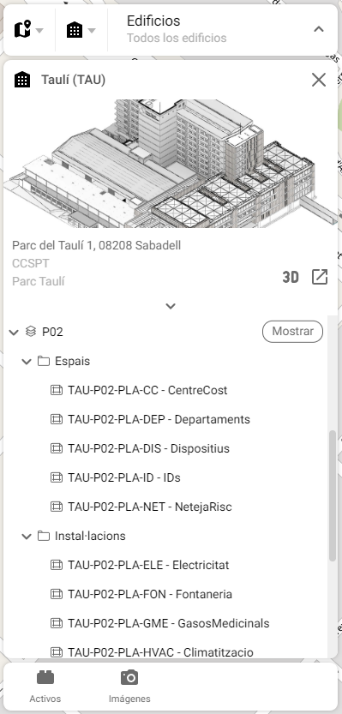 Edificios
Todos los edificios
Taulí (TAU)
Parc del Taulí 1, 08208 Sabadell
CCSPT
Parc Taulí
3D
P02
Mostrar
Espais
TAU-P02-PLA-CC - CentreCost
TAU-P02-PLA-DEP - Departaments
TAU-P02-PLA-DIS - Dispositius
TAU-P02-PLA-ID - IDs
TAU-P02-PLA-NET - NetejaRisc
Instal·lacions
TAU-P02-PLA-ELE - Electricitat
TAU-P02-PLA-FON - Fontaneria
TAU-P02-PLA-GME - GasosMedicinals
TAU-P02-PLA-HVAC - Climatitzacio
Activos
Imágenes